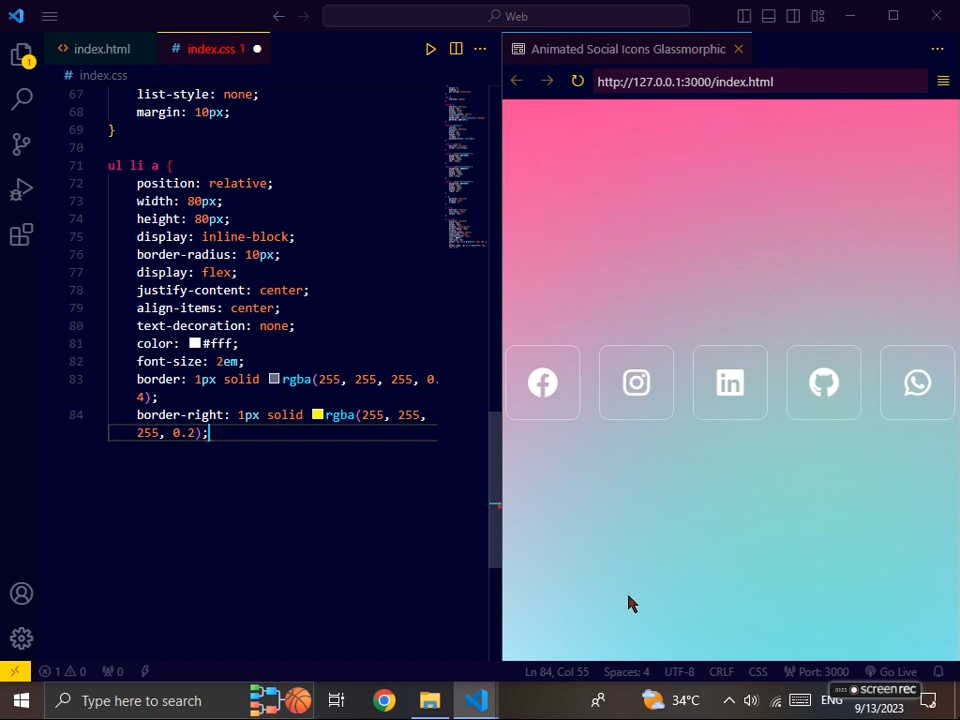 Web
index.html
# index.css 1
# index.css
67 list-style: none;
68 margin: 10px;
69 }
70
71 ul li a {
72 position: relative;
73 width: 80px;
74 height: 80px;
75 display: inline-block;
76 border-radius: 10px;
77 display: flex;
78 justify-content: center;
79 align-items: center;
80 text-decoration: none;
81 color: #fff;
82 font-size: 2em;
83 border: 1px solid rgba(255, 255, 255, 0.
4);
84 border-right: 1px solid rgba(255, 255,
255, 0.2);
Animated Social Icons Glassmorphic
http://127.0.0.1:3000/index.html
1
1 0 0
Ln 84, Col 55
Spaces: 4
UTF-8
CRLF
CSS
Port: 3000
Go Live
Type here to search
34°C
ENG
screenrec
9/13/2023